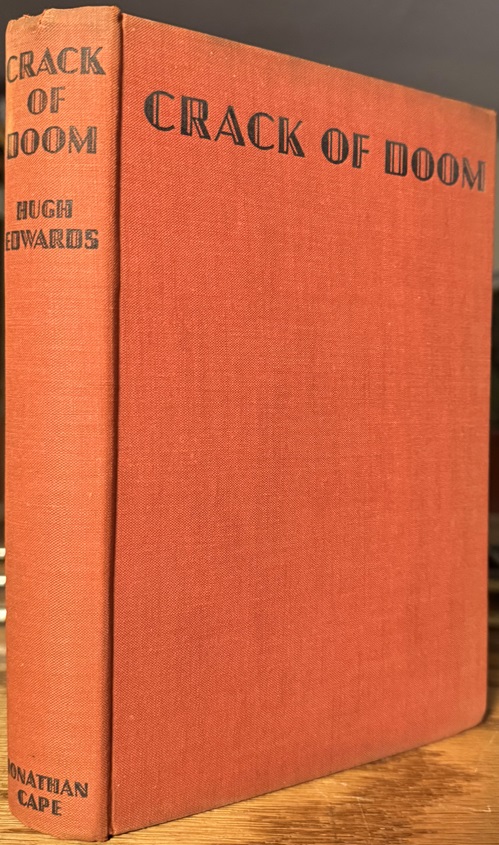 CRACK
OF
DOOM
HUGH
EDWARDS
JONATHAN
CAPE
CRACK OF DOOM